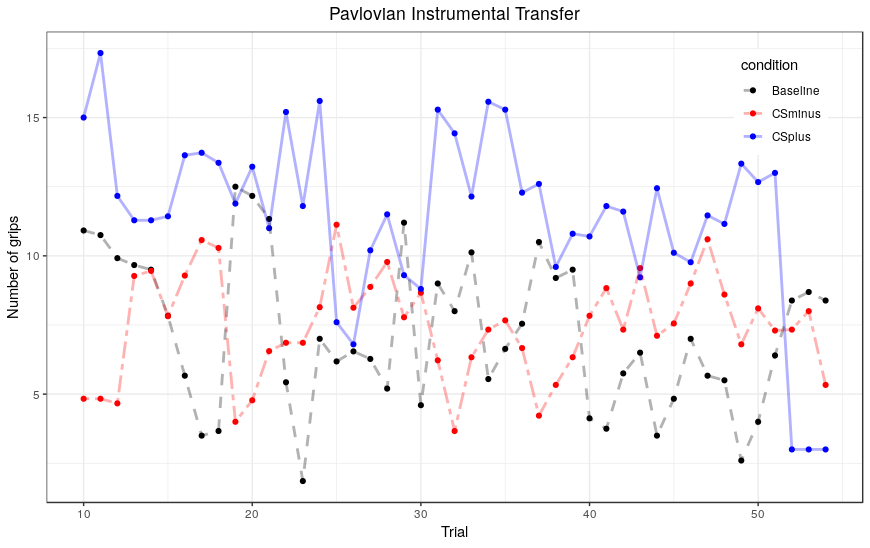 Pavlovian Instrumental Transfer
condition
Baseline
CSminus
CSplus
15
10
5
Number of grips
10
20
30
40
50
Trial